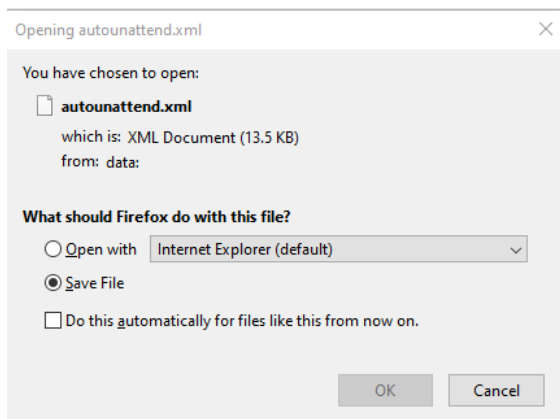 Opening autounattend.xml
You have chosen to open:
autounattend.xml
which is: XML Document (13.5 KB)
from: data:
What should Firefox do with this file?
Open with Internet Explorer (default)
Save File
Do this automatically for files like this from now on.
OK Cancel